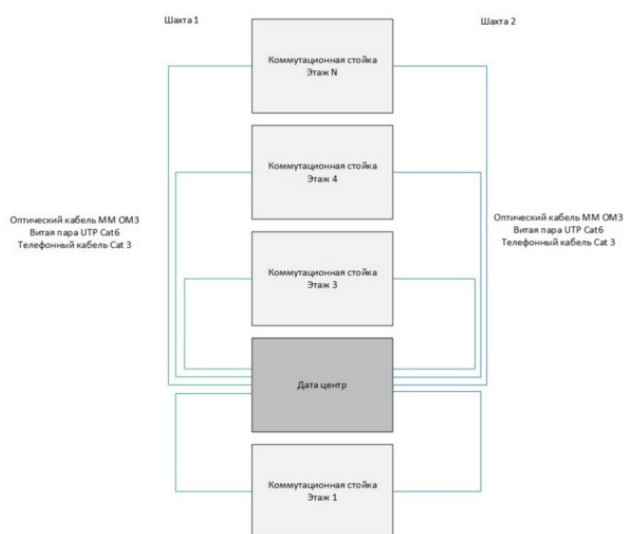 Шахта 1
Шахта 2
Коммутационная стойка
Этаж N
Коммутационная стойка
Этаж 4
Оптический кабель ММ ОМ3
Витая пара UTP Cat6
Телефонный кабель Cat 3
Оптический кабель ММ ОМ3
Витая пара UTP Cat6
Телефонный кабель Cat 3
Коммутационная стойка
Этаж 3
Дата центр
Коммутационная стойка
Этаж 1